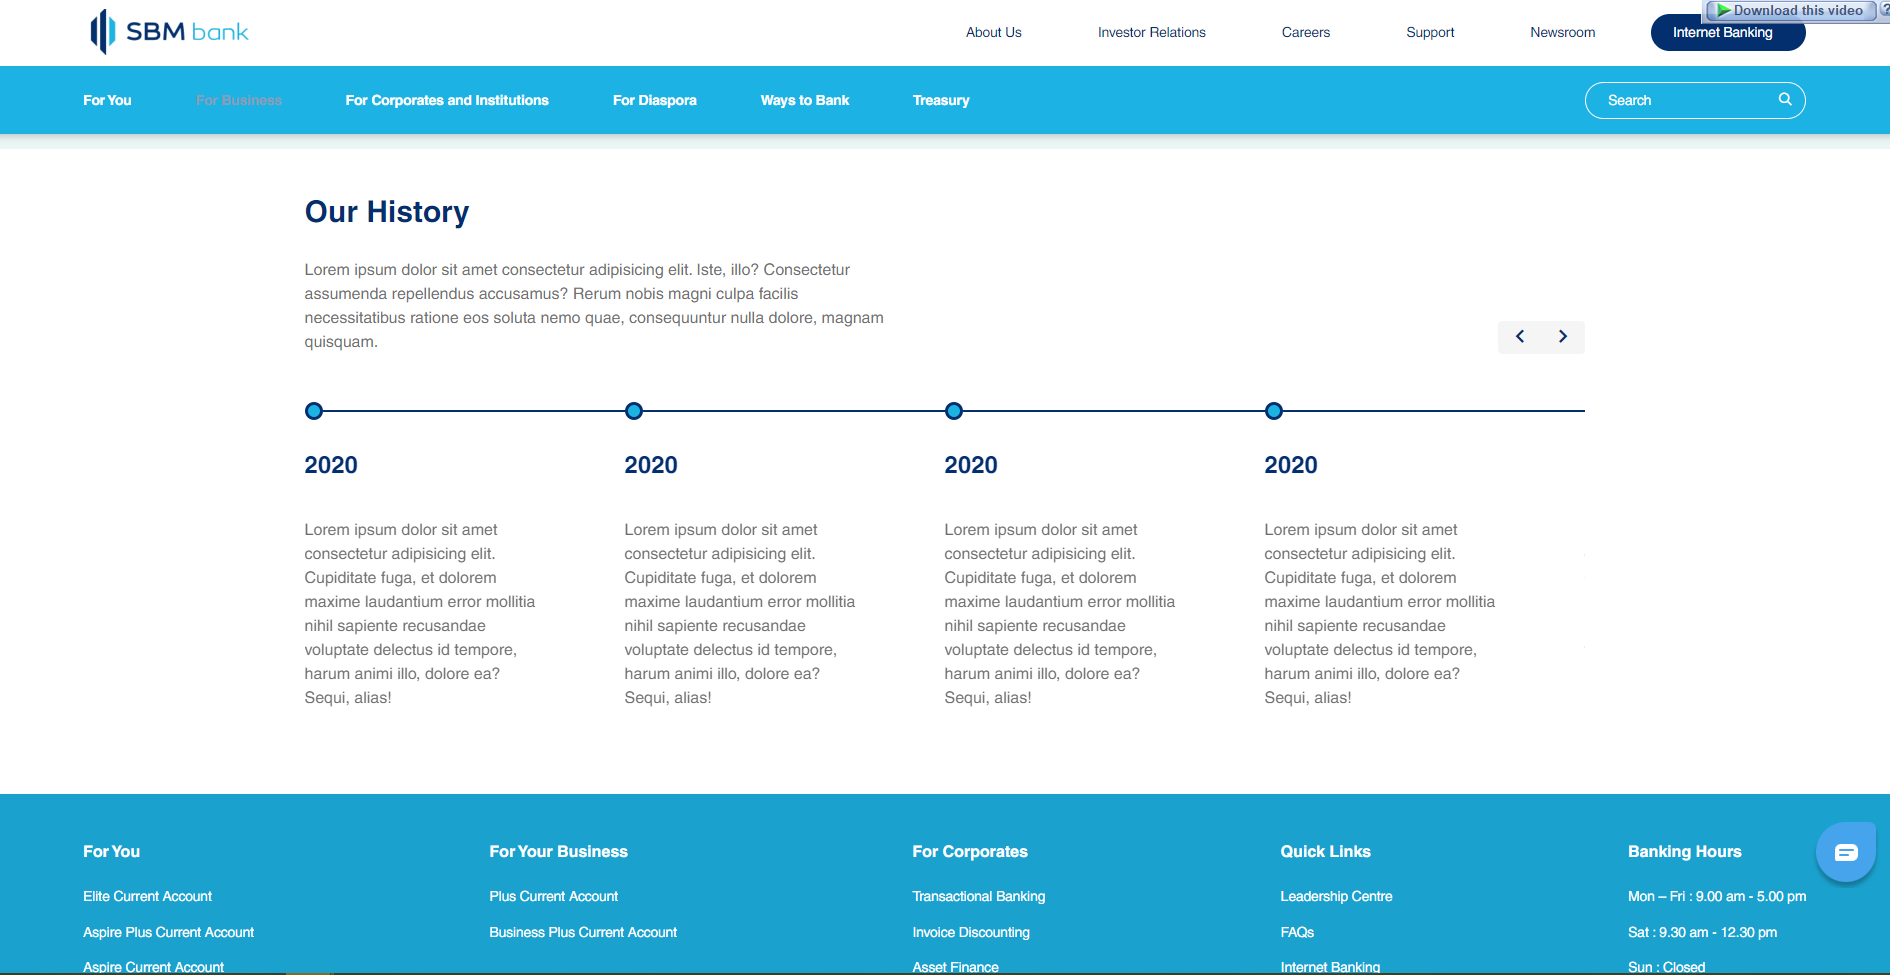 SBM bank
About Us
Investor Relations
Careers
Support
Newsroom
Internet Banking
Download this video
?
For You
For Business
For Corporates and Institutions
For Diaspora
Ways to Bank
Treasury
Search
Our History
Lorem ipsum dolor sit amet consectetur adipisicing elit. Iste, illo? Consectetur
assumenda repellendus accusamus? Rerum nobis magni culpa facilis
necessitatibus ratione eos soluta nemo quae, consequuntur nulla dolore, magnam
quisquam.
2020
Lorem ipsum dolor sit amet
consectetur adipisicing elit.
Cupiditate fuga, et dolorem
maxime laudantium error mollitia
nihil sapiente recusandae
voluptate delectus id tempore,
harum animi illo, dolore ea?
Sequi, alias!
2020
Lorem ipsum dolor sit amet
consectetur adipisicing elit.
Cupiditate fuga, et dolorem
maxime laudantium error mollitia
nihil sapiente recusandae
voluptate delectus id tempore,
harum animi illo, dolore ea?
Sequi, alias!
2020
Lorem ipsum dolor sit amet
consectetur adipisicing elit.
Cupiditate fuga, et dolorem
maxime laudantium error mollitia
nihil sapiente recusandae
voluptate delectus id tempore,
harum animi illo, dolore ea?
Sequi, alias!
2020
Lorem ipsum dolor sit amet
consectetur adipisicing elit.
Cupiditate fuga, et dolorem
maxime laudantium error mollitia
nihil sapiente recusandae
voluptate delectus id tempore,
harum animi illo, dolore ea?
Sequi, alias!
For You
Elite Current Account
Aspire Plus Current Account
Aspire Current Account
For Your Business
Plus Current Account
Business Plus Current Account
For Corporates
Transactional Banking
Invoice Discounting
Asset Finance
Quick Links
Leadership Centre
FAQs
Internet Banking
Banking Hours
Mon – Fri : 9.00 am - 5.00 pm
Sat : 9.30 am - 12.30 pm
Sun : Closed